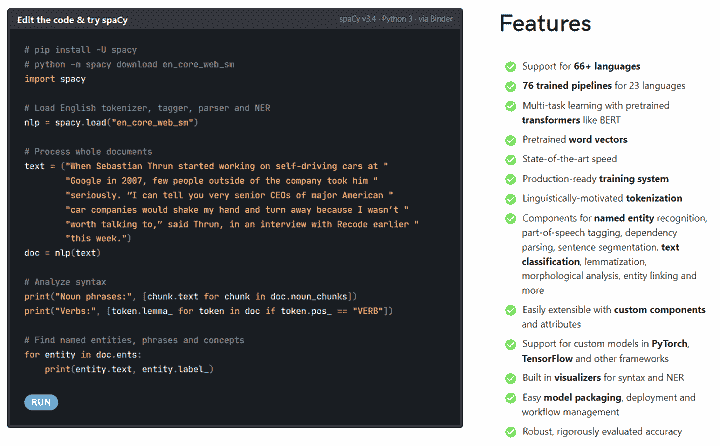 Edit the code & try spaCy
spaCy v3.4 · Python 3 · via Binder
# pip install -U spacy
# python -m spacy download en_core_web_sm
import spacy
# Load English tokenizer, tagger, parser and NER
nlp = spacy.load("en_core_web_sm")
# Process whole documents
text = ("When Sebastian Thrun started working on self-driving cars at "
"Google in 2007, few people outside of the company took him "
"seriously. “I can tell you very senior CEOs of major American "
"car companies would shake my hand and turn away because I wasn’t "
"worth talking to,” said Thrun, in an interview with Recode earlier "
"this week.")
doc = nlp(text)
# Analyze syntax
print("Noun phrases:", [chunk.text for chunk in doc.noun_chunks])
print("Verbs:", [token.lemma_ for token in doc if token.pos_ == "VERB"])
# Find named entities, phrases and concepts
for entity in doc.ents:
print(entity.text, entity.label_)
RUN
Features
Support for 66+ languages
76 trained pipelines for 23 languages
Multi-task learning with pretrained
transformers like BERT
Pretrained word vectors
State-of-the-art speed
Production-ready training system
Linguistically-motivated tokenization
Components for named entity recognition,
part-of-speech tagging, dependency
parsing, sentence segmentation, text
classification, lemmatization,
morphological analysis, entity linking and
more
Easily extensible with custom components
and attributes
Support for custom models in PyTorch,
TensorFlow and other frameworks
Built in visualizers for syntax and NER
Easy model packaging, deployment and
workflow management
Robust, rigorously evaluated accuracy